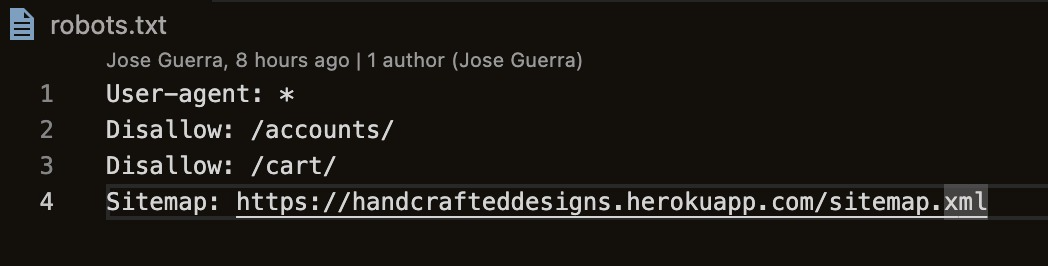 robots.txt
Jose Guerra, 8 hours ago | 1 author (Jose Guerra)
1 User-agent: *
2 Disallow: /accounts/
3 Disallow: /cart/
4 Sitemap: https://handcrafteddesigns.herokuapp.com/sitemap.xml